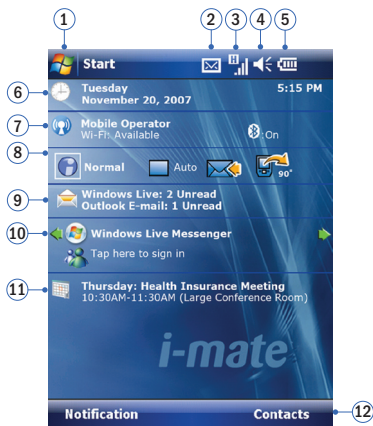 1 2 3 4 5
Start H
6 Tuesday 5:15 PM
November 20, 2007
7 Mobile Operator
Wi-Fi: Available On
8 Normal Auto 90°
9 Windows Live: 2 Unread
Outlook E-mail: 1 Unread
10 Windows Live Messenger
Tap here to sign in
11 Thursday: Health Insurance Meeting
10:30AM-11:30AM (Large Conference Room)
i-mate
Notification Contacts 12